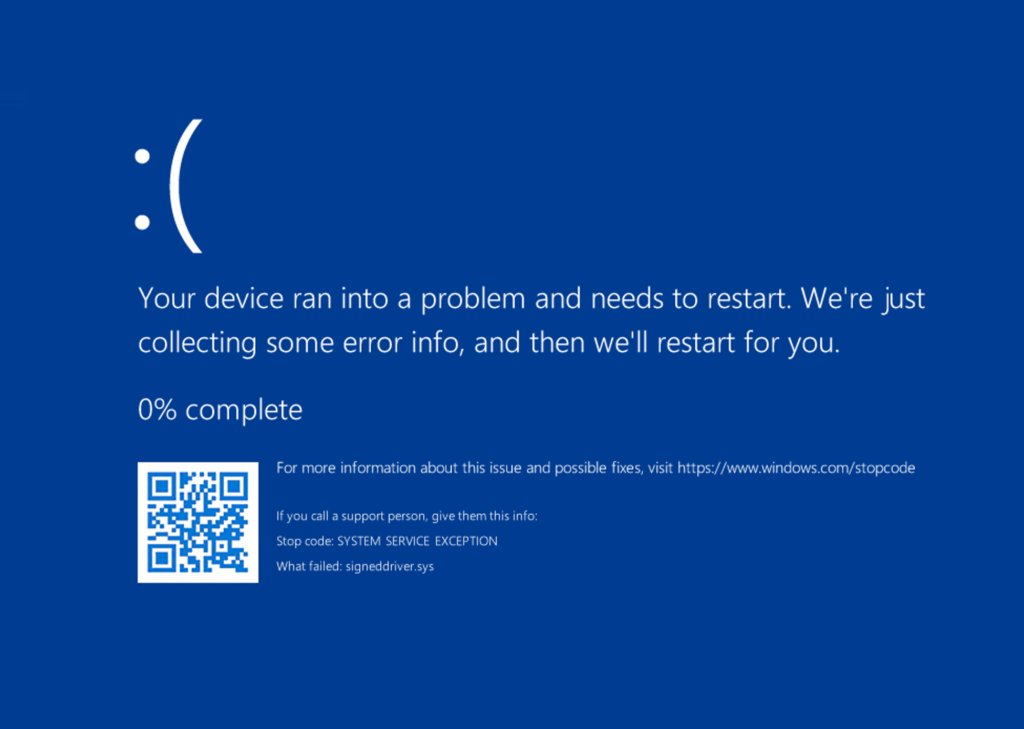 :(
Your device ran into a problem and needs to restart. We're just
collecting some error info, and then we'll restart for you.
0% complete
For more information about this issue and possible fixes, visit https://www.windows.com/stopcode
If you call a support person, give them this info:
Stop code: SYSTEM SERVICE EXCEPTION
What failed: signeddriver.sys